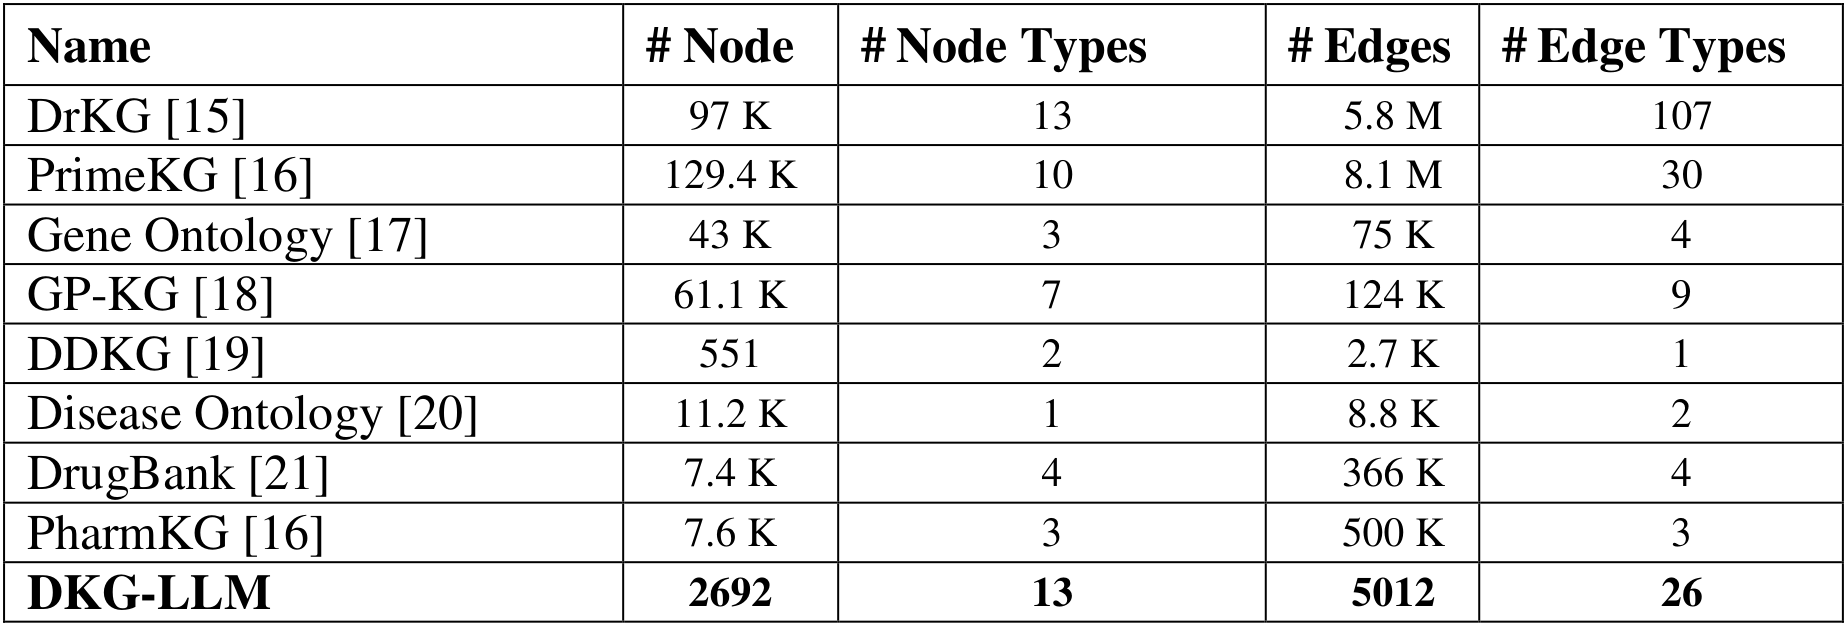 Name # Node # Node Types # Edges # Edge Types
DrKG [15] 97 K 13 5.8 M 107
PrimeKG [16] 129.4 K 10 8.1 M 30
Gene Ontology [17] 43 K 3 75 K 4
GP-KG [18] 61.1 K 7 124 K 9
DDKG [19] 551 2 2.7 K 1
Disease Ontology [20] 11.2 K 1 8.8 K 2
DrugBank [21] 7.4 K 4 366 K 4
PharmKG [16] 7.6 K 3 500 K 3
DKG-LLM 2692 13 5012 26